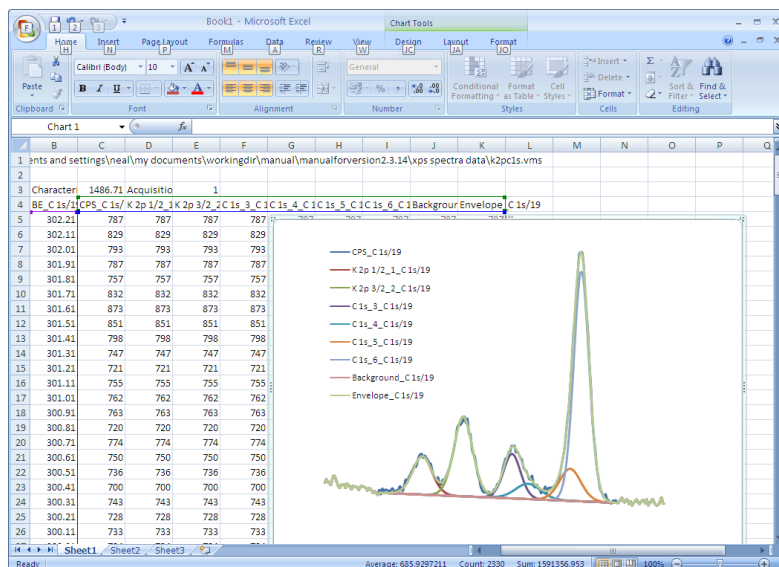 Book1 - Microsoft Excel
Chart Tools
1 2 3
F
Home Insert Page Layout Formulas Data Review View Design Layout Format
H N P M A R W JC JA JO
Paste
Calibri (Body) 10 A A
B I U A
General
$ % , .0 .00
Conditional Formatting
Format as Table
Cell Styles
Insert
Delete
Format
Sort & Filter
Find & Select
Clipboard Font Alignment Number Styles Cells Editing
Chart 1 fx
B C D E F G H I J K L M N O P Q
1 ents and settings\neal\my documents\workingdir\manual\manualforversion2.3.14\xps spectra data\k2pc1s.vms
2
3 Character 1486.71 Acquisitio 1
4 BE_C 1s/19 CPS_C 1s/ K 2p 1/2_1 K 2p 3/2_2 C 1s_3_C 1 C 1s_4_C 1 C 1s_5_C 1 C 1s_6_C 1 Backgrour Envelope_C 1s/19
5 302.21 787 787 787 787
6 302.11 829 829 829 829
7 302.01 793 793 793 793
8 301.91 787 787 787 787
9 301.81 757 757 757 757
10 301.71 832 832 832 832
11 301.61 873 873 873 873
12 301.51 851 851 851 851
13 301.41 798 798 798 798
14 301.31 747 747 747 747
15 301.21 721 721 721 721
16 301.11 755 755 755 755
17 301.01 762 762 762 762
18 300.91 763 763 763 763
19 300.81 720 720 720 720
20 300.71 774 774 774 774
21 300.61 750 750 750 750
22 300.51 736 736 736 736
23 300.41 700 700 700 700
24 300.31 743 743 743 743
25 300.21 728 728 728 728
26 300.11 733 733 733 733
CPS_C 1s/19
K 2p 1/2_1_C 1s/19
K 2p 3/2_2_C 1s/19
C 1s_3_C 1s/19
C 1s_4_C 1s/19
C 1s_5_C 1s/19
C 1s_6_C 1s/19
Background_C 1s/19
Envelope_C 1s/19
Sheet1 Sheet2 Sheet3
Ready Average: 685.9297211 Count: 2330 Sum: 1591356.953 100%